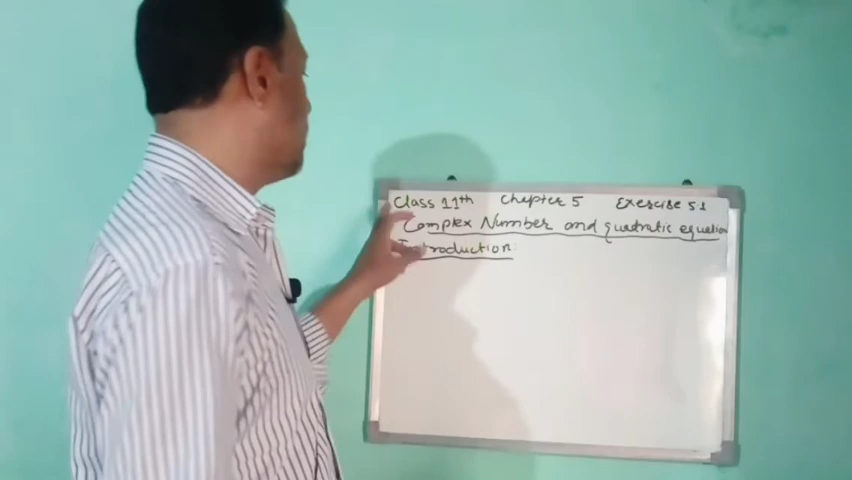 Class 11th Chapter 5 Exercise 5.1
Complex Number and quadratic equation
Introduction: